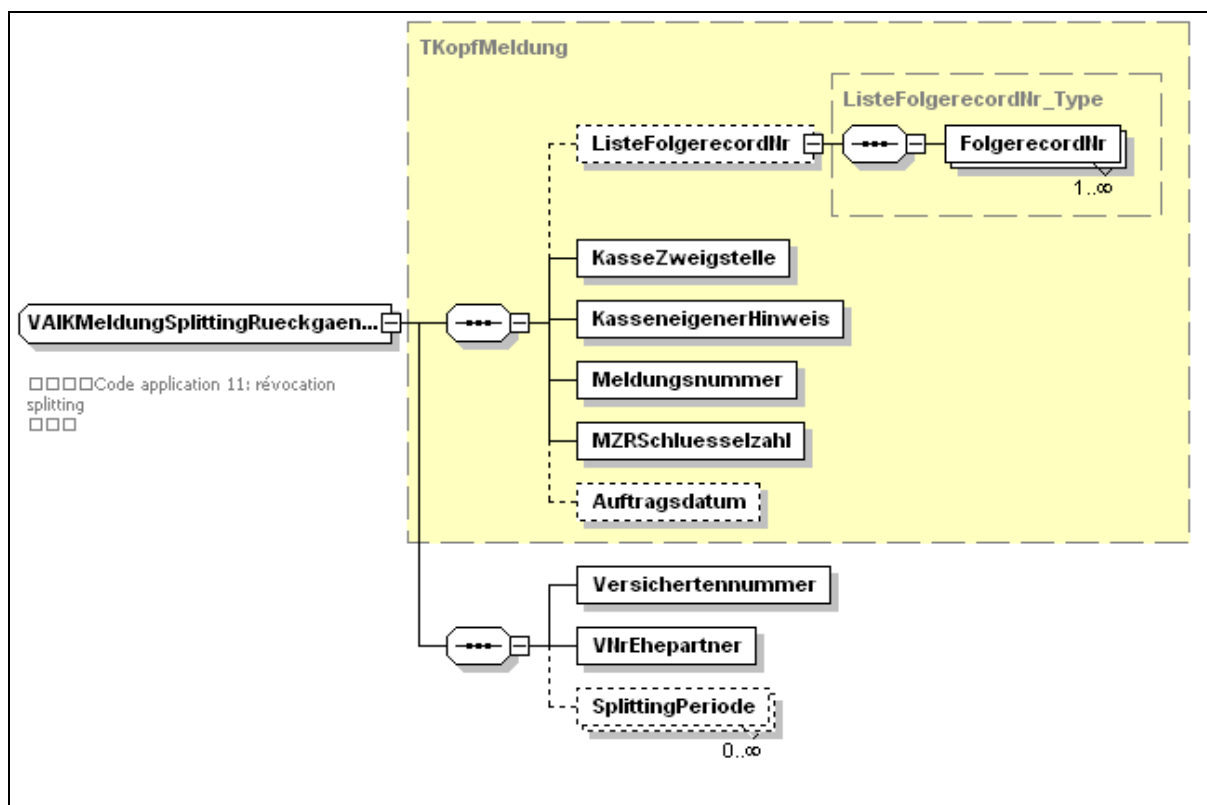 TKopfMeldung
ListeFolgerecordNr_Type
ListeFolgerecordNr
FolgerecordNr
1..∞
KasseZweigstelle
VAIKMeldungSplittingRueckgaen...
KasseneigenerHinweis
Meldungsnummer
□□□□Code application 11: révocation
splitting
□□□
MZRSchluesselzahl
Auftragsdatum
Versichertennummer
VNrEhepartner
SplittingPeriode
0..∞